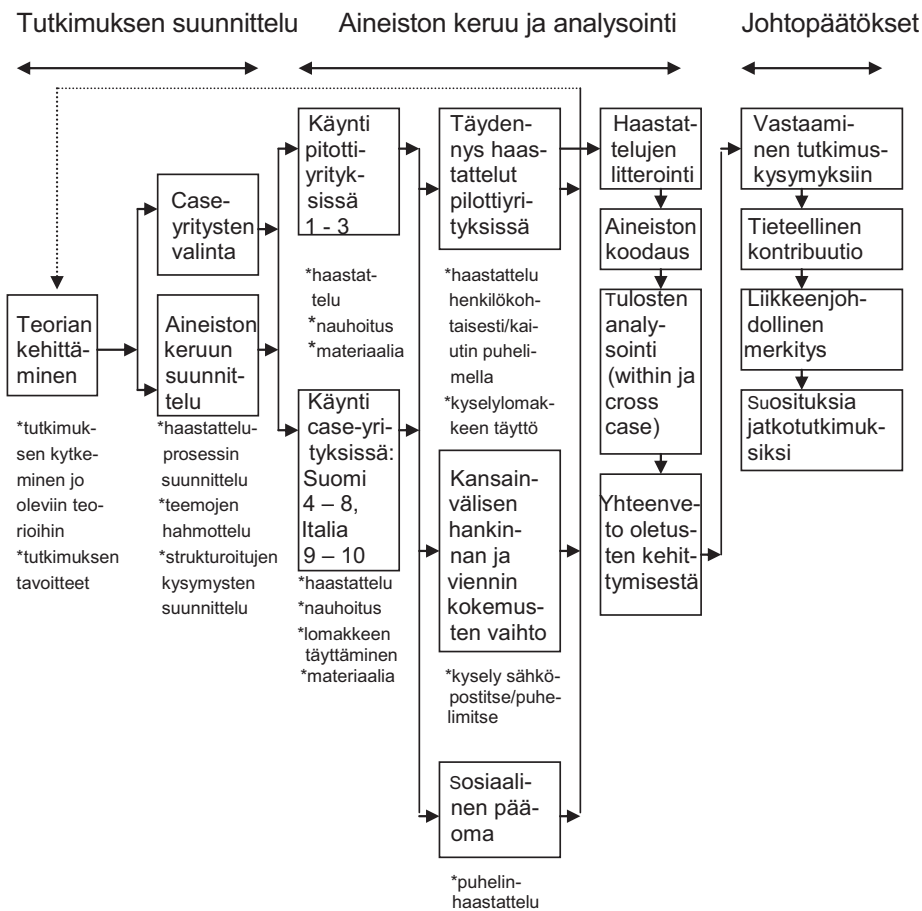 Tutkimuksen suunnittelu
Aineiston keruu ja analysointi
Johtopäätökset
Teorian
kehittä-
minen
*tutkimuk-
sen kytke-
minen jo
oleviin teo-
rioihin
*tutkimuksen
tavoitteet
Case-
yritysten
valinta
Aineiston
keruun
suunnit-
telu
*haastattelu-
prosessin
suunnittelu
*teemojen
hahmottelu
*strukturoitujen
kysymysten
suunnittelu
Käynti
pitotti-
yrityk-
sissä
1 - 3
*haastat-
telu
*nauhoitus
*materiaalia
Käynti
case-yri-
tyksissä:
Suomi
4 – 8,
Italia
9 – 10
*haastattelu
*nauhoitus
*lomakkeen
täyttäminen
*materiaalia
Täyden-
nys haas-
tattelut
pilottiyri-
tyksissä
*haastattelu
henkilökoh-
taisesti/kai-
utin puheli-
mella
*kyselylomak-
keen täyttö
Kansain-
välisen
hankin-
nan ja
viennin
kokemus-
ten vaihto
*kysely sähkö-
postitse/puhe-
limitse
Sosiaali-
nen pää-
oma
*puhelin-
haastattelu
Haastat-
telujen
litterointi
Aineiston
koodaus
Tulosten
analy-
sointi
(within ja
cross
case)
Yhteenve-
to oletus-
ten kehit-
tymisestä
Vastaami-
nen tutkimus-
kysymyksiin
Tieteellinen
kontribuutio
Liikkeenjoh-
dollinen
merkitys
Suosituksia
jatkotutkimuk-
siksi